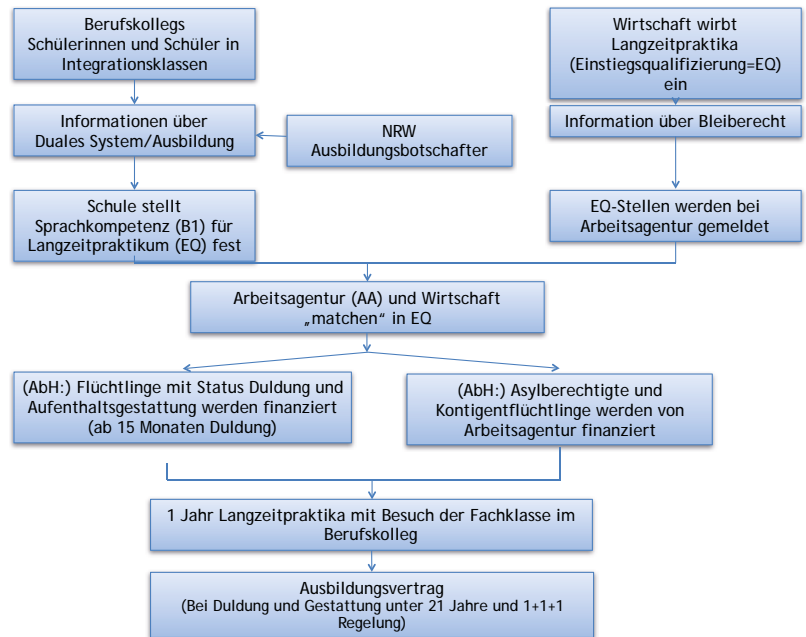 Berufskollegs
Schülerinnen und Schüler in
Integrationsklassen
Wirtschaft wirbt
Langzeitpraktika
(Einstiegsqualifizierung=EQ)
ein
Informationen über
Duales System/Ausbildung
NRW
Ausbildungsbotschafter
Information über Bleiberecht
Schule stellt
Sprachkompetenz (B1) für
Langzeitpraktikum (EQ) fest
EQ-Stellen werden bei
Arbeitsagentur gemeldet
Arbeitsagentur (AA) und Wirtschaft
„matchen“ in EQ
(AbH:) Flüchtlinge mit Status Duldung und
Aufenthaltsgestattung werden finanziert
(ab 15 Monaten Duldung)
(AbH:) Asylberechtigte und
Kontigentflüchtlinge werden von
Arbeitsagentur finanziert
1 Jahr Langzeitpraktika mit Besuch der Fachklasse im
Berufskolleg
Ausbildungsvertrag
(Bei Duldung und Gestattung unter 21 Jahre und 1+1+1
Regelung)